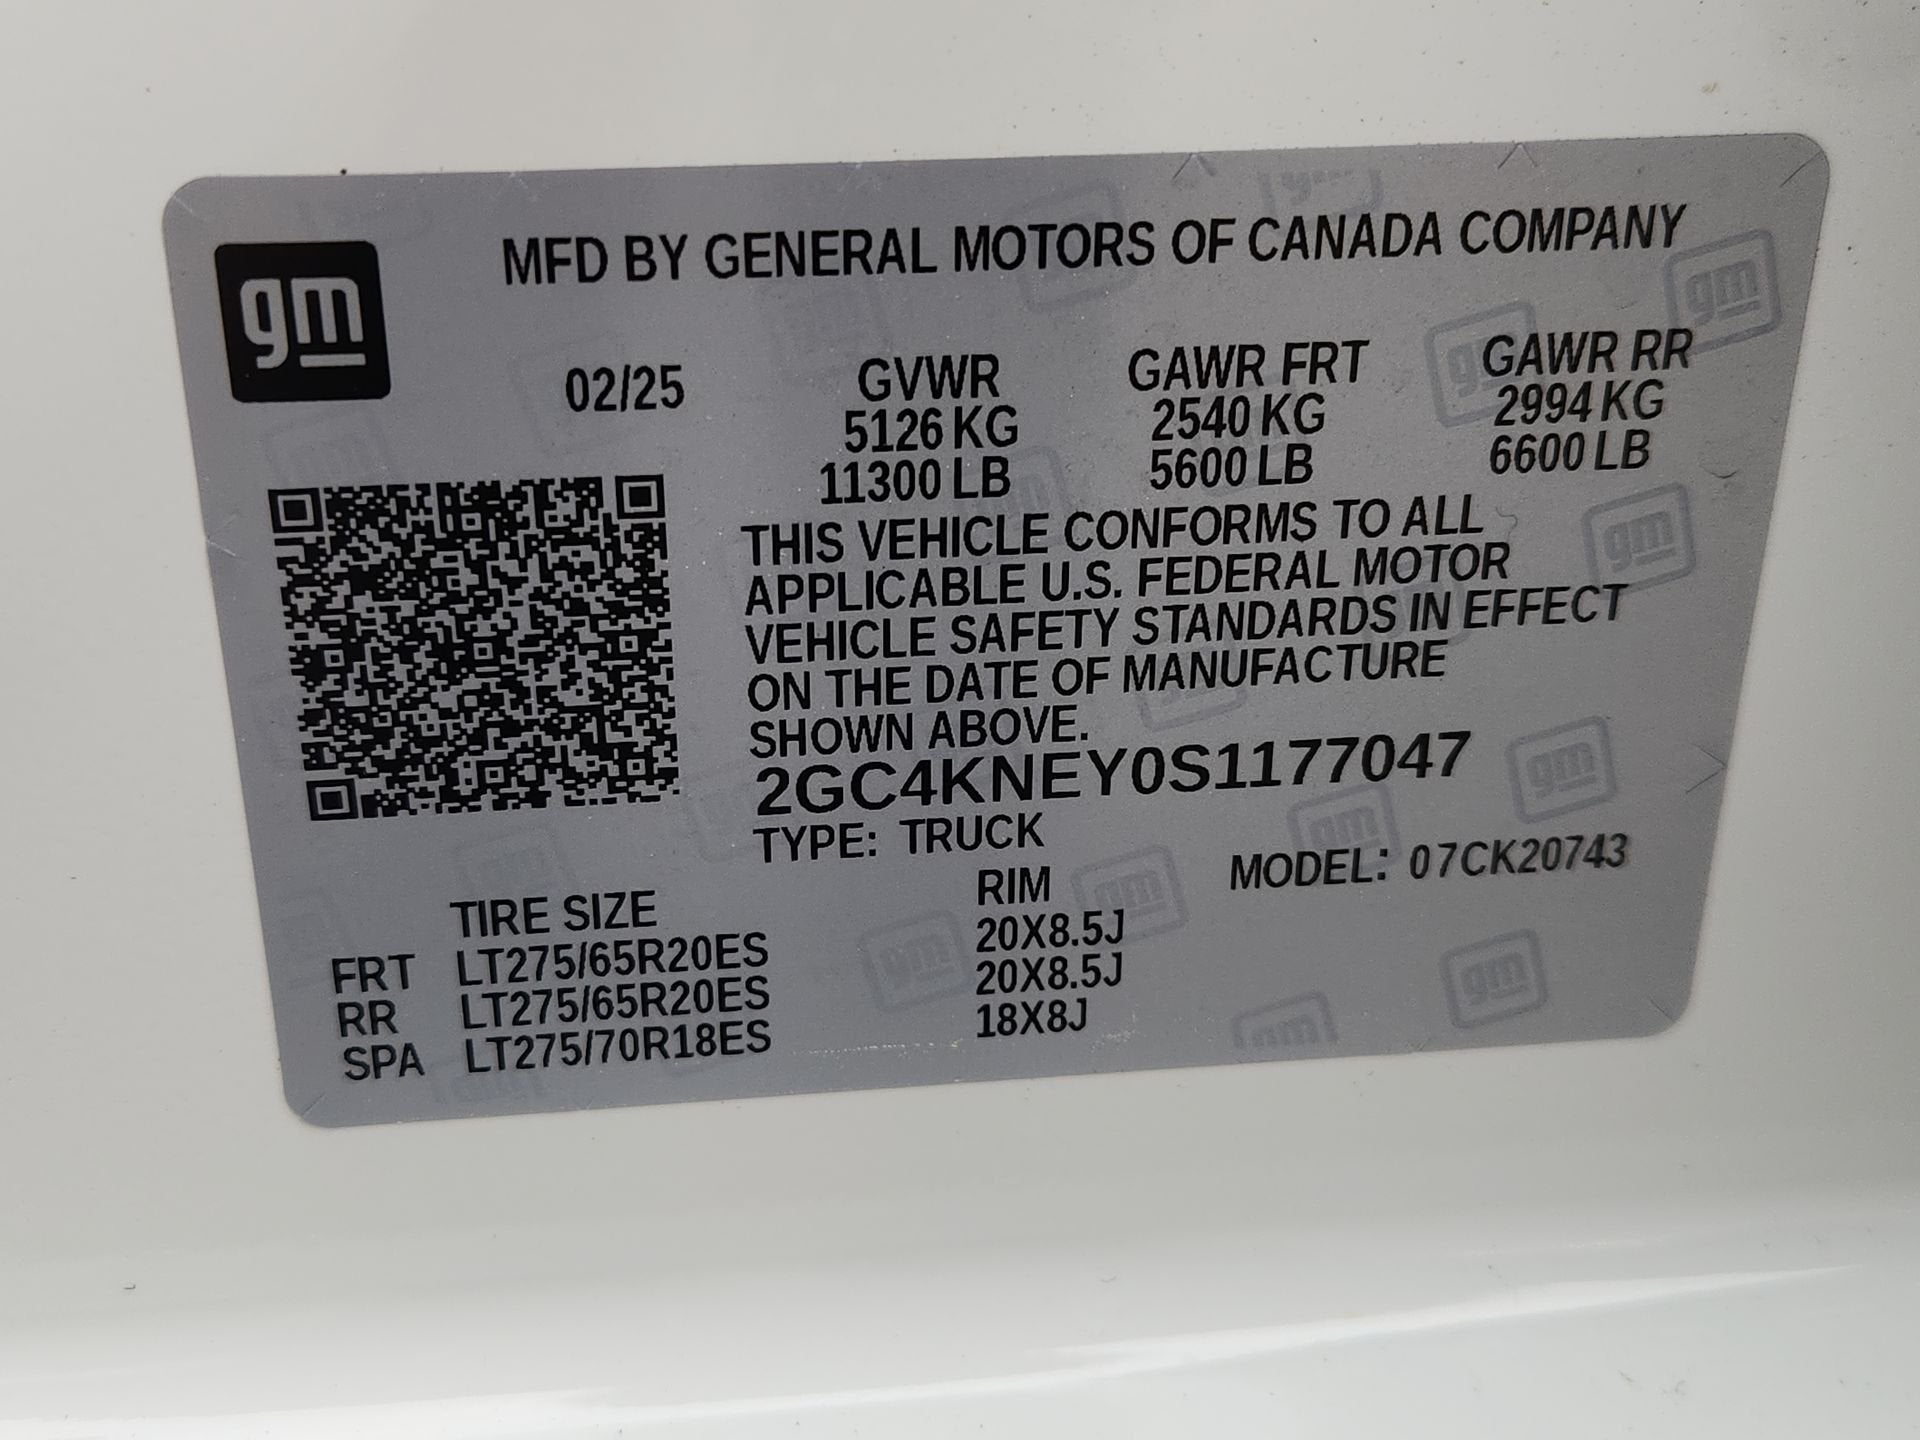 gm
MFD BY GENERAL MOTORS OF CANADA COMPANY
02/25 GVWR GAWR FRT GAWR RR
5126 KG 2540 KG 2994 KG
11300 LB 5600 LB 6600 LB
THIS VEHICLE CONFORMS TO ALL
APPLICABLE U.S. FEDERAL MOTOR
VEHICLE SAFETY STANDARDS IN EFFECT
ON THE DATE OF MANUFACTURE
SHOWN ABOVE.
2GC4KNEY0S1177047
TYPE: TRUCK
MODEL: 07CK20743
TIRE SIZE RIM
FRT LT275/65R20ES 20X8.5J
RR LT275/65R20ES 20X8.5J
SPA LT275/70R18ES 18X8J